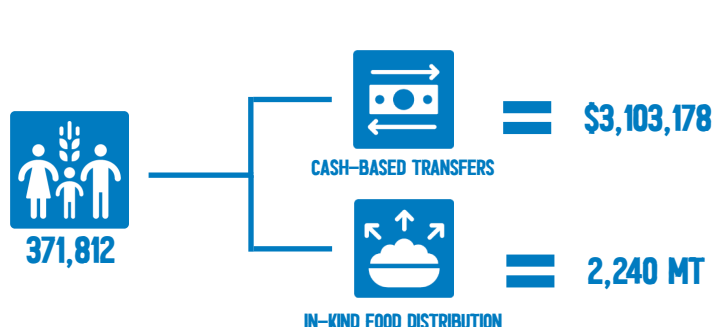 371,812
CASH-BASED TRANSFERS
= $3,103,178
IN-KIND FOOD DISTRIBUTION
= 2,240 MT